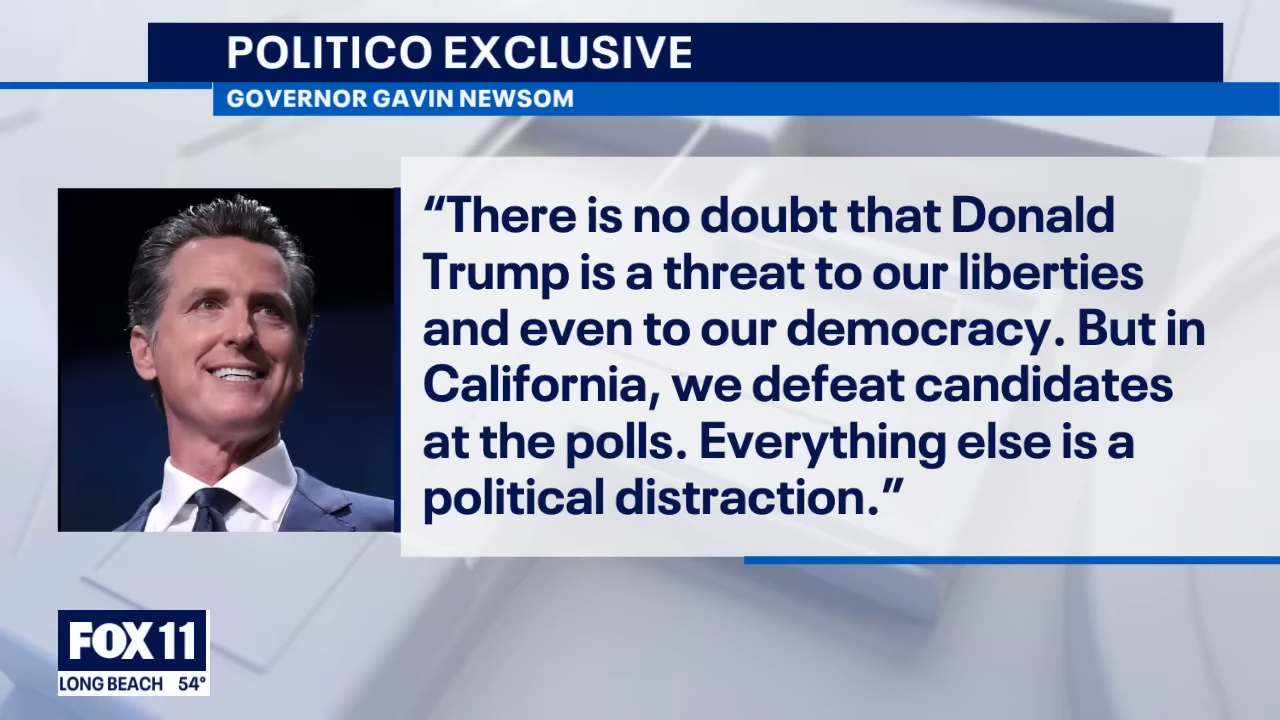 POLITICO EXCLUSIVE
GOVERNOR GAVIN NEWSOM
“There is no doubt that Donald
Trump is a threat to our liberties
and even to our democracy. But in
California, we defeat candidates
at the polls. Everything else is a
political distraction.”
FOX 11
LONG BEACH 54°